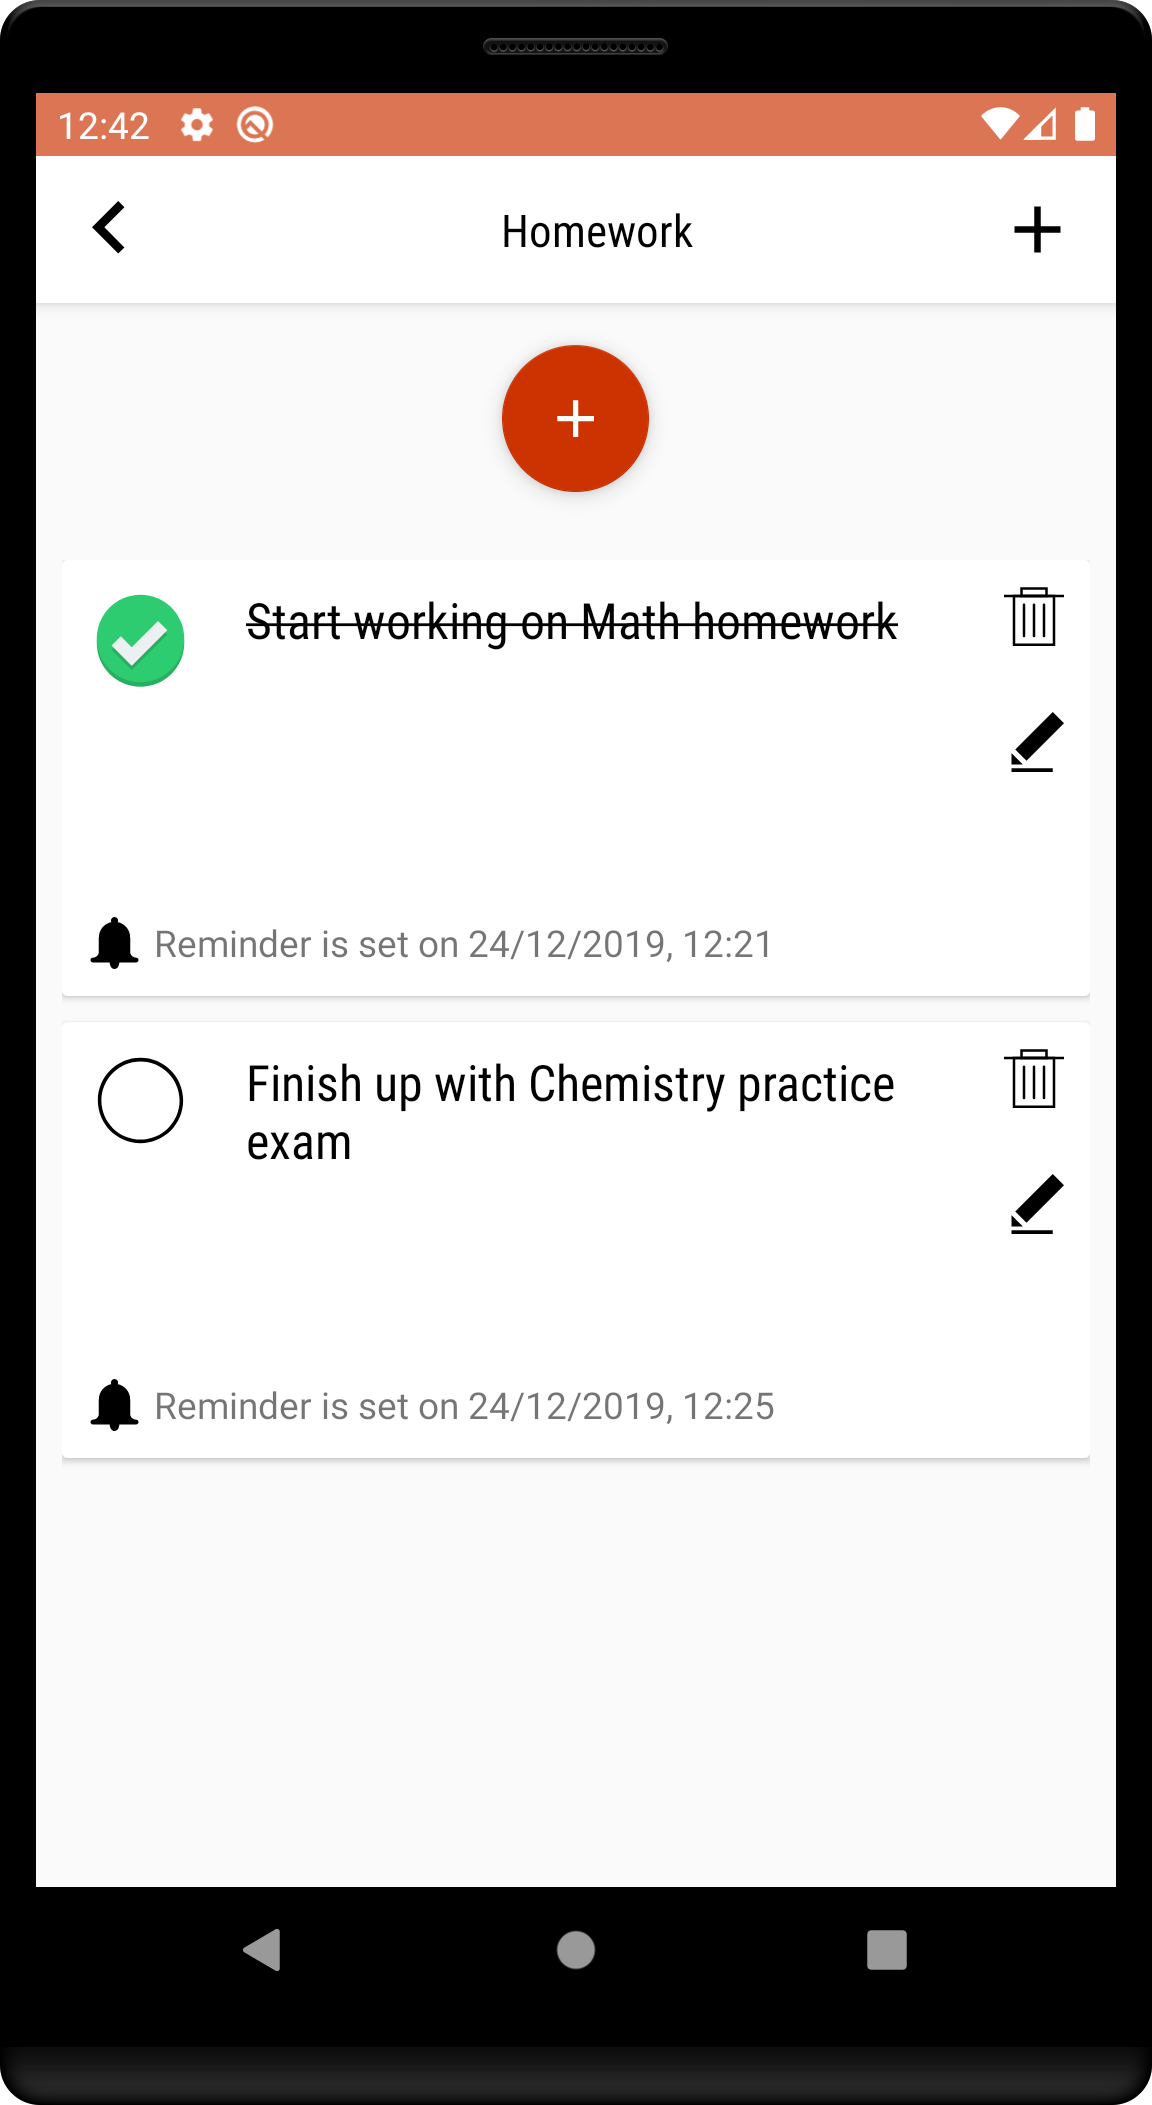 12:42
Homework
Start working on Math homework
Reminder is set on 24/12/2019, 12:21
Finish up with Chemistry practice
exam
Reminder is set on 24/12/2019, 12:25